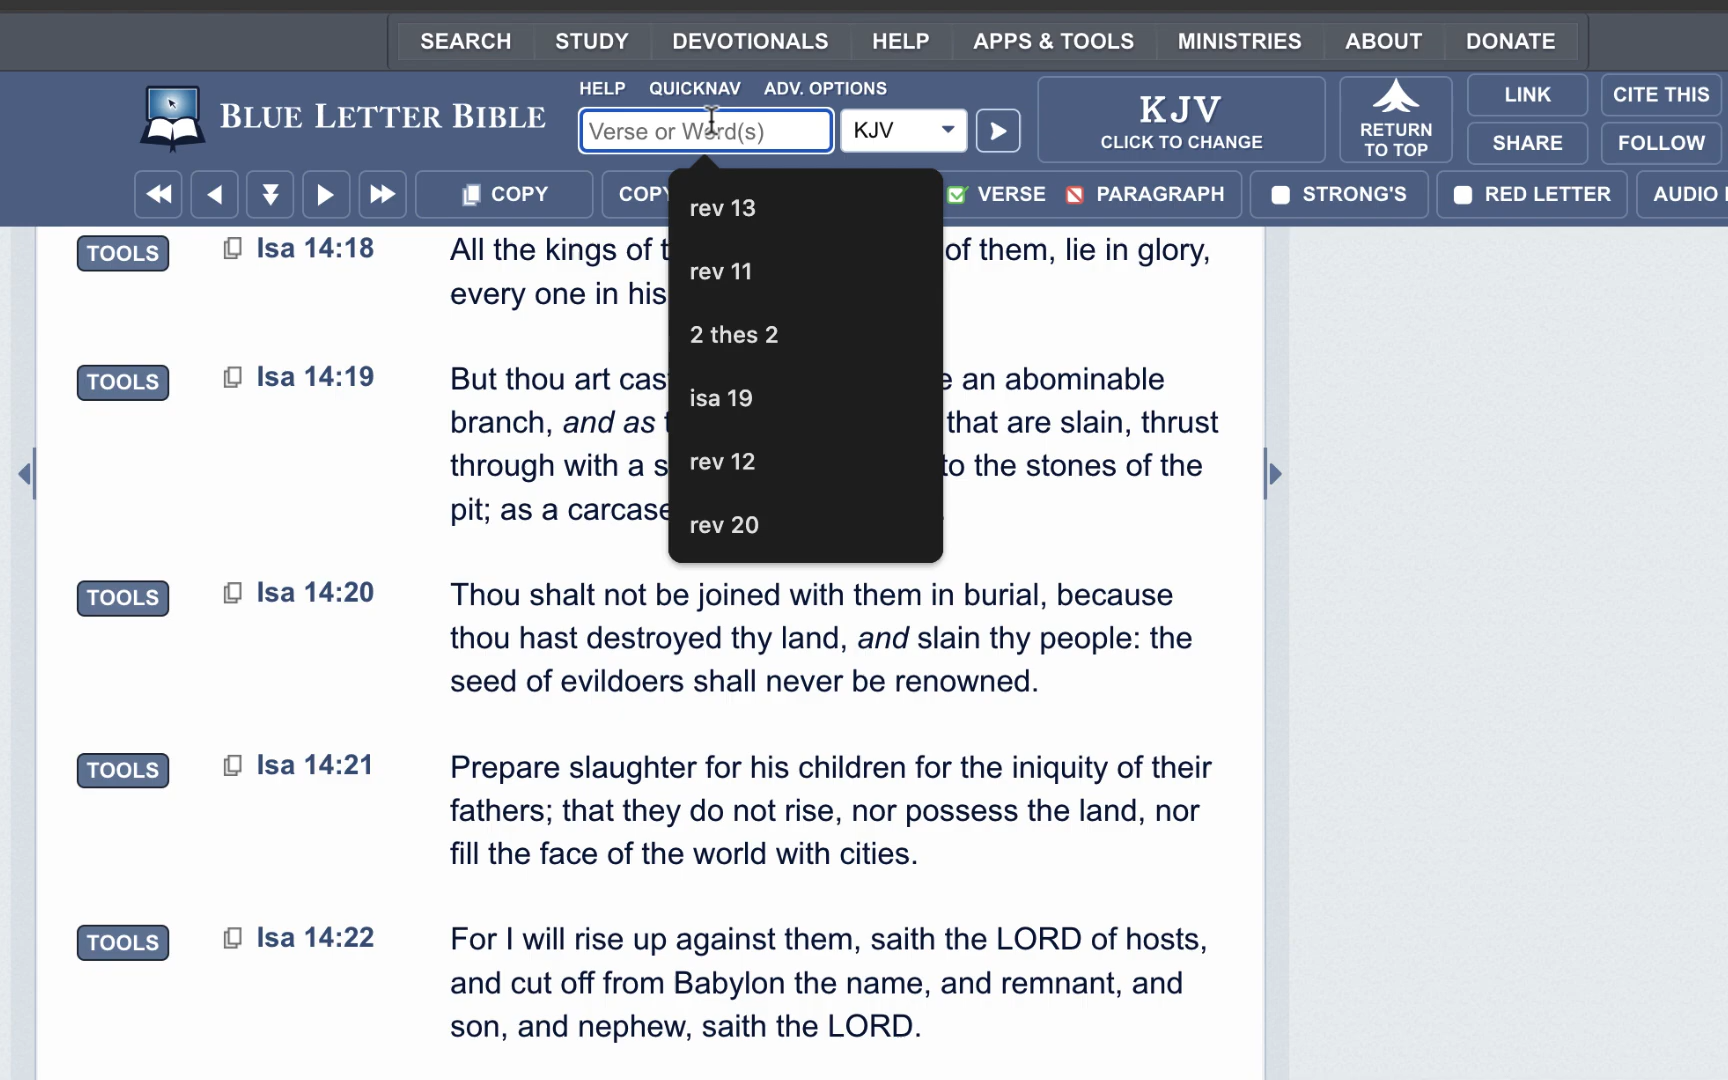 SEARCH STUDY DEVOTIONALS HELP APPS & TOOLS MINISTRIES ABOUT DONATE
HELP QUICKNAV ADV. OPTIONS
BLUE LETTER BIBLE
Verse or Word(s) KJV
KJV
CLICK TO CHANGE
RETURN
TO TOP
LINK CITE THIS
SHARE FOLLOW
COPY COPY VERSE PARAGRAPH STRONG'S RED LETTER AUDIO
rev 13
rev 11
2 thes 2
isa 19
rev 12
rev 20
TOOLS Isa 14:18 All the kings of of them, lie in glory,
every one in his
TOOLS Isa 14:19 But thou art an abominable
branch, and as that are slain, thrust
through with a to the stones of the
pit; as a carcase
TOOLS Isa 14:20 Thou shalt not be joined with them in burial, because
thou hast destroyed thy land, and slain thy people: the
seed of evildoers shall never be renowned.
TOOLS Isa 14:21 Prepare slaughter for his children for the iniquity of their
fathers; that they do not rise, nor possess the land, nor
fill the face of the world with cities.
TOOLS Isa 14:22 For I will rise up against them, saith the LORD of hosts,
and cut off from Babylon the name, and remnant, and
son, and nephew, saith the LORD.